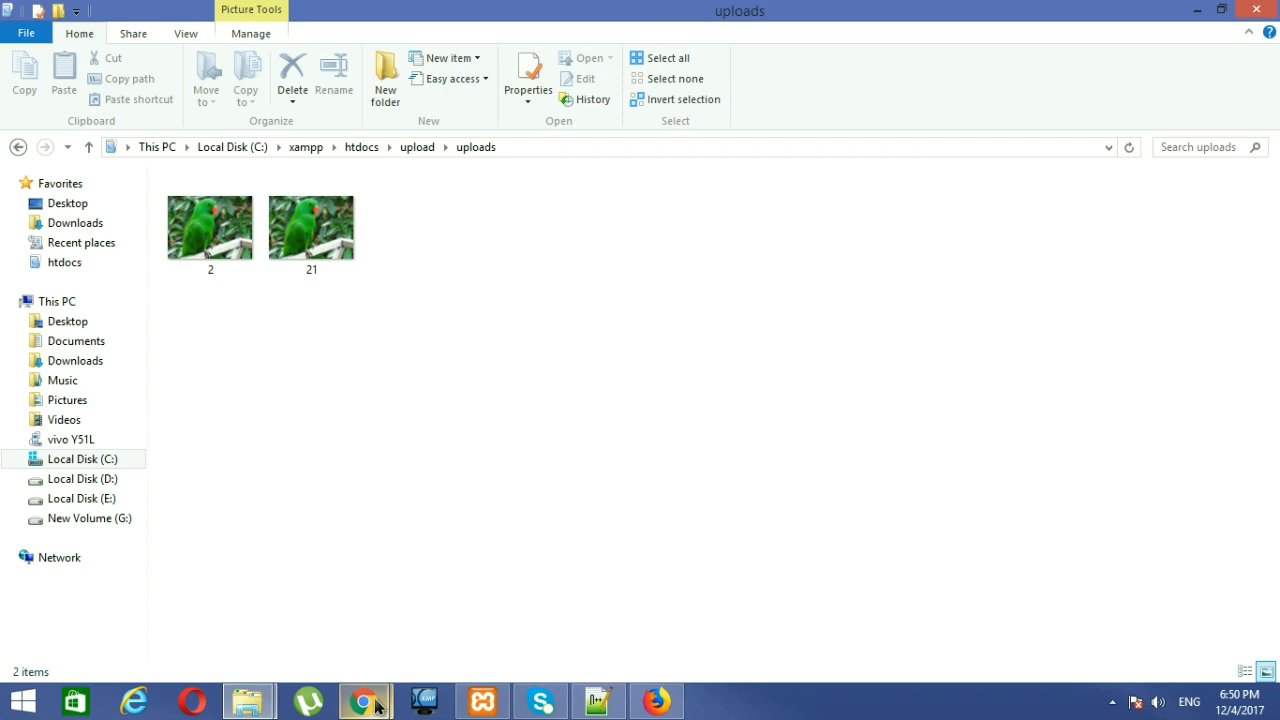 Picture Tools
uploads
File
Home
Share
View
Manage
Copy
Paste
Cut
Copy path
Paste shortcut
Clipboard
Move to
Copy to
Delete
Rename
Organize
New folder
New item
Easy access
New
Properties
Open
Edit
History
Open
Select all
Select none
Invert selection
Select
This PC
Local Disk (C:)
xampp
htdocs
upload
uploads
Search uploads
Favorites
Desktop
Downloads
Recent places
htdocs
This PC
Desktop
Documents
Downloads
Music
Pictures
Videos
vivo Y51L
Local Disk (C:)
Local Disk (D:)
Local Disk (E:)
New Volume (G:)
Network
2
21
2 items
ENG
6:50 PM
12/4/2017